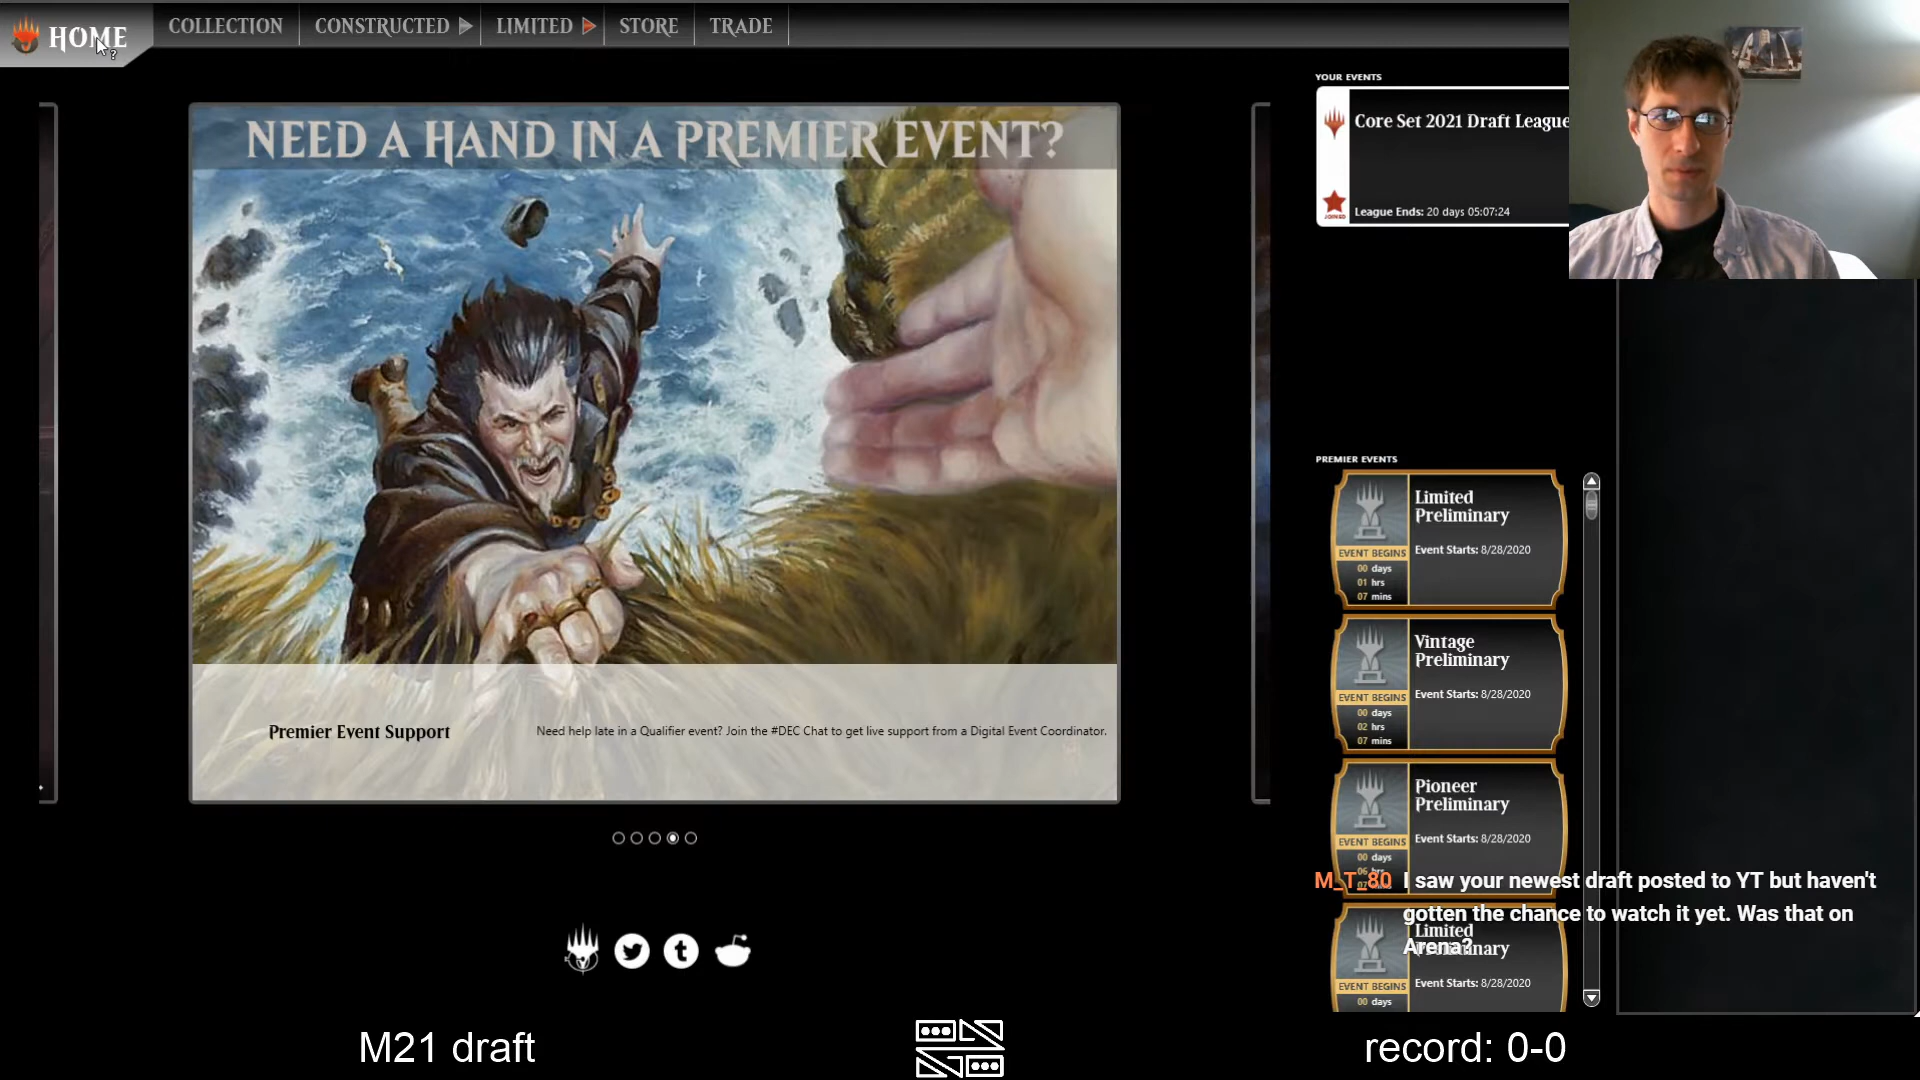 HOME
COLLECTION
CONSTRUCTED
LIMITED
STORE
TRADE
NEED A HAND IN A PREMIER EVENT?
Premier Event Support
Need help late in a Qualifier event? Join the #DEC Chat to get live support from a Digital Event Coordinator.
YOUR EVENTS
Core Set 2021 Draft League
JOINED
League Ends: 20 days 05:07:24
PREMIER EVENTS
Limited
Preliminary
Event Starts: 8/28/2020
EVENT BEGINS
00 days
01 hrs
07 mins
Vintage
Preliminary
Event Starts: 8/28/2020
EVENT BEGINS
00 days
02 hrs
07 mins
Pioneer
Preliminary
Event Starts: 8/28/2020
EVENT BEGINS
00 days
M_T_80 I saw your newest draft posted to YT but haven't
gotten the chance to watch it yet. Was that on
Arena?
Limited
Event Starts: 8/28/2020
EVENT BEGINS
00 days
M21 draft
record: 0-0